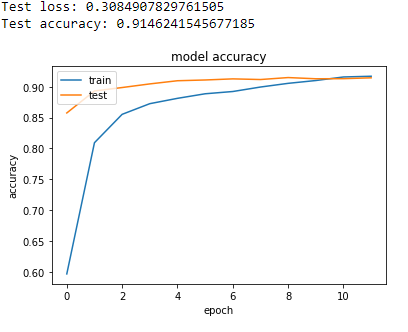 Test loss: 0.3084907829761505
Test accuracy: 0.9146241545677185
model accuracy
train
test
0.90
0.85
0.80
0.75
0.70
0.65
0.60
accuracy
0 2 4 6 8 10
epoch